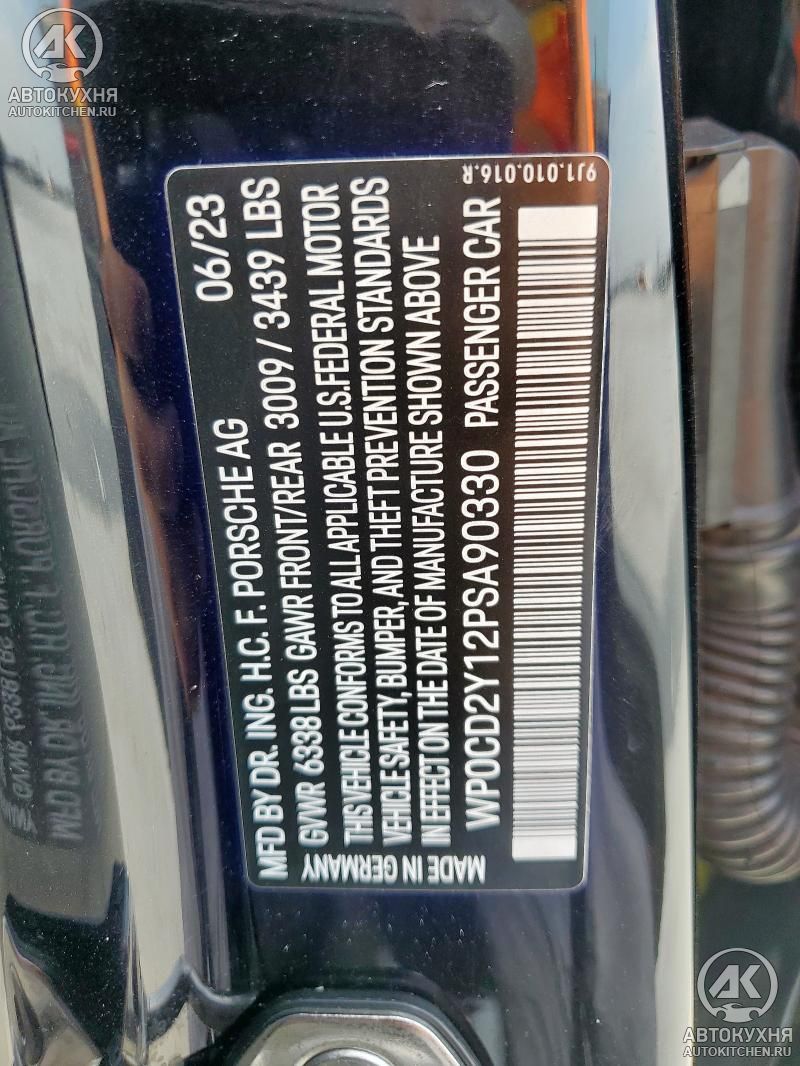 АВТОКУХНЯ
AUTOKITCHEN.RU
MFD BY DR. ING. H.C. F. PORSCHE AG 06/23
GVWR 6338 LBS GAWR FRONT/REAR 3009 / 3439 LBS
THIS VEHICLE CONFORMS TO ALL APPLICABLE U.S. FEDERAL MOTOR
VEHICLE SAFETY, BUMPER, AND THEFT PREVENTION STANDARDS
IN EFFECT ON THE DATE OF MANUFACTURE SHOWN ABOVE
WP0CD2Y12PSA90330 PASSENGER CAR
MADE IN GERMANY
9J1.010.016.R
АК
АВТОКУХНЯ
AUTOKITCHEN.RU